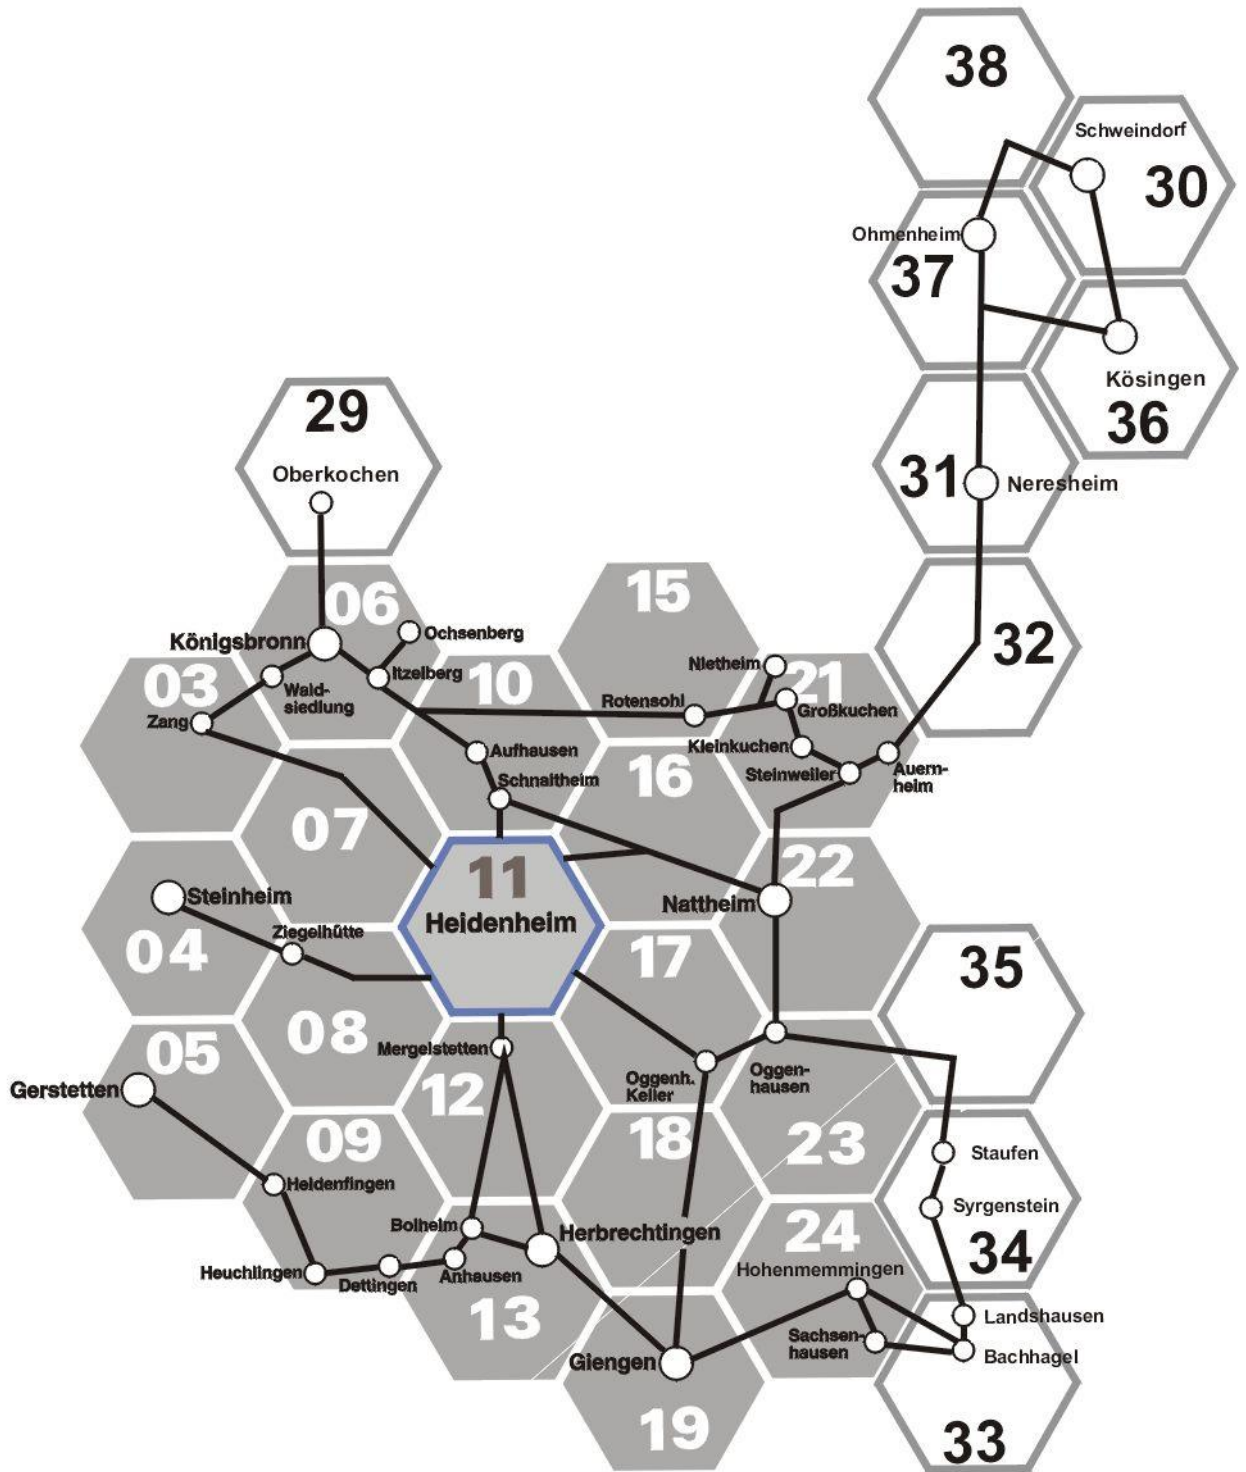 38
Schweindorf
30
Ohmenheim
37
Kösingen
36
29
Oberkochen
31
Neresheim
06
15
32
Königsbronn
Ochsenberg
Itzelberg
03
Wald-
siedlung
Zang
10
Nietheim
21
Rotensohl
Großkuchen
Kleinkuchen
Steinweiler
Auern-
heim
Aufhausen
Schnaitheim
16
07
11
Heidenheim
22
Nattheim
Steinheim
Ziegelhütte
04
17
35
08
05
Mergelstetten
12
Oggenh.
Keller
Oggen-
hausen
Gerstetten
09
18
23
Staufen
Syrgenstein
34
Heldenfingen
Bolheim
Herbrechtingen
24
Hohenmemmingen
Heuchlingen
Dettingen
Anhausen
13
Landshausen
Sachsen-
hausen
Bachhagel
Giengen
19
33